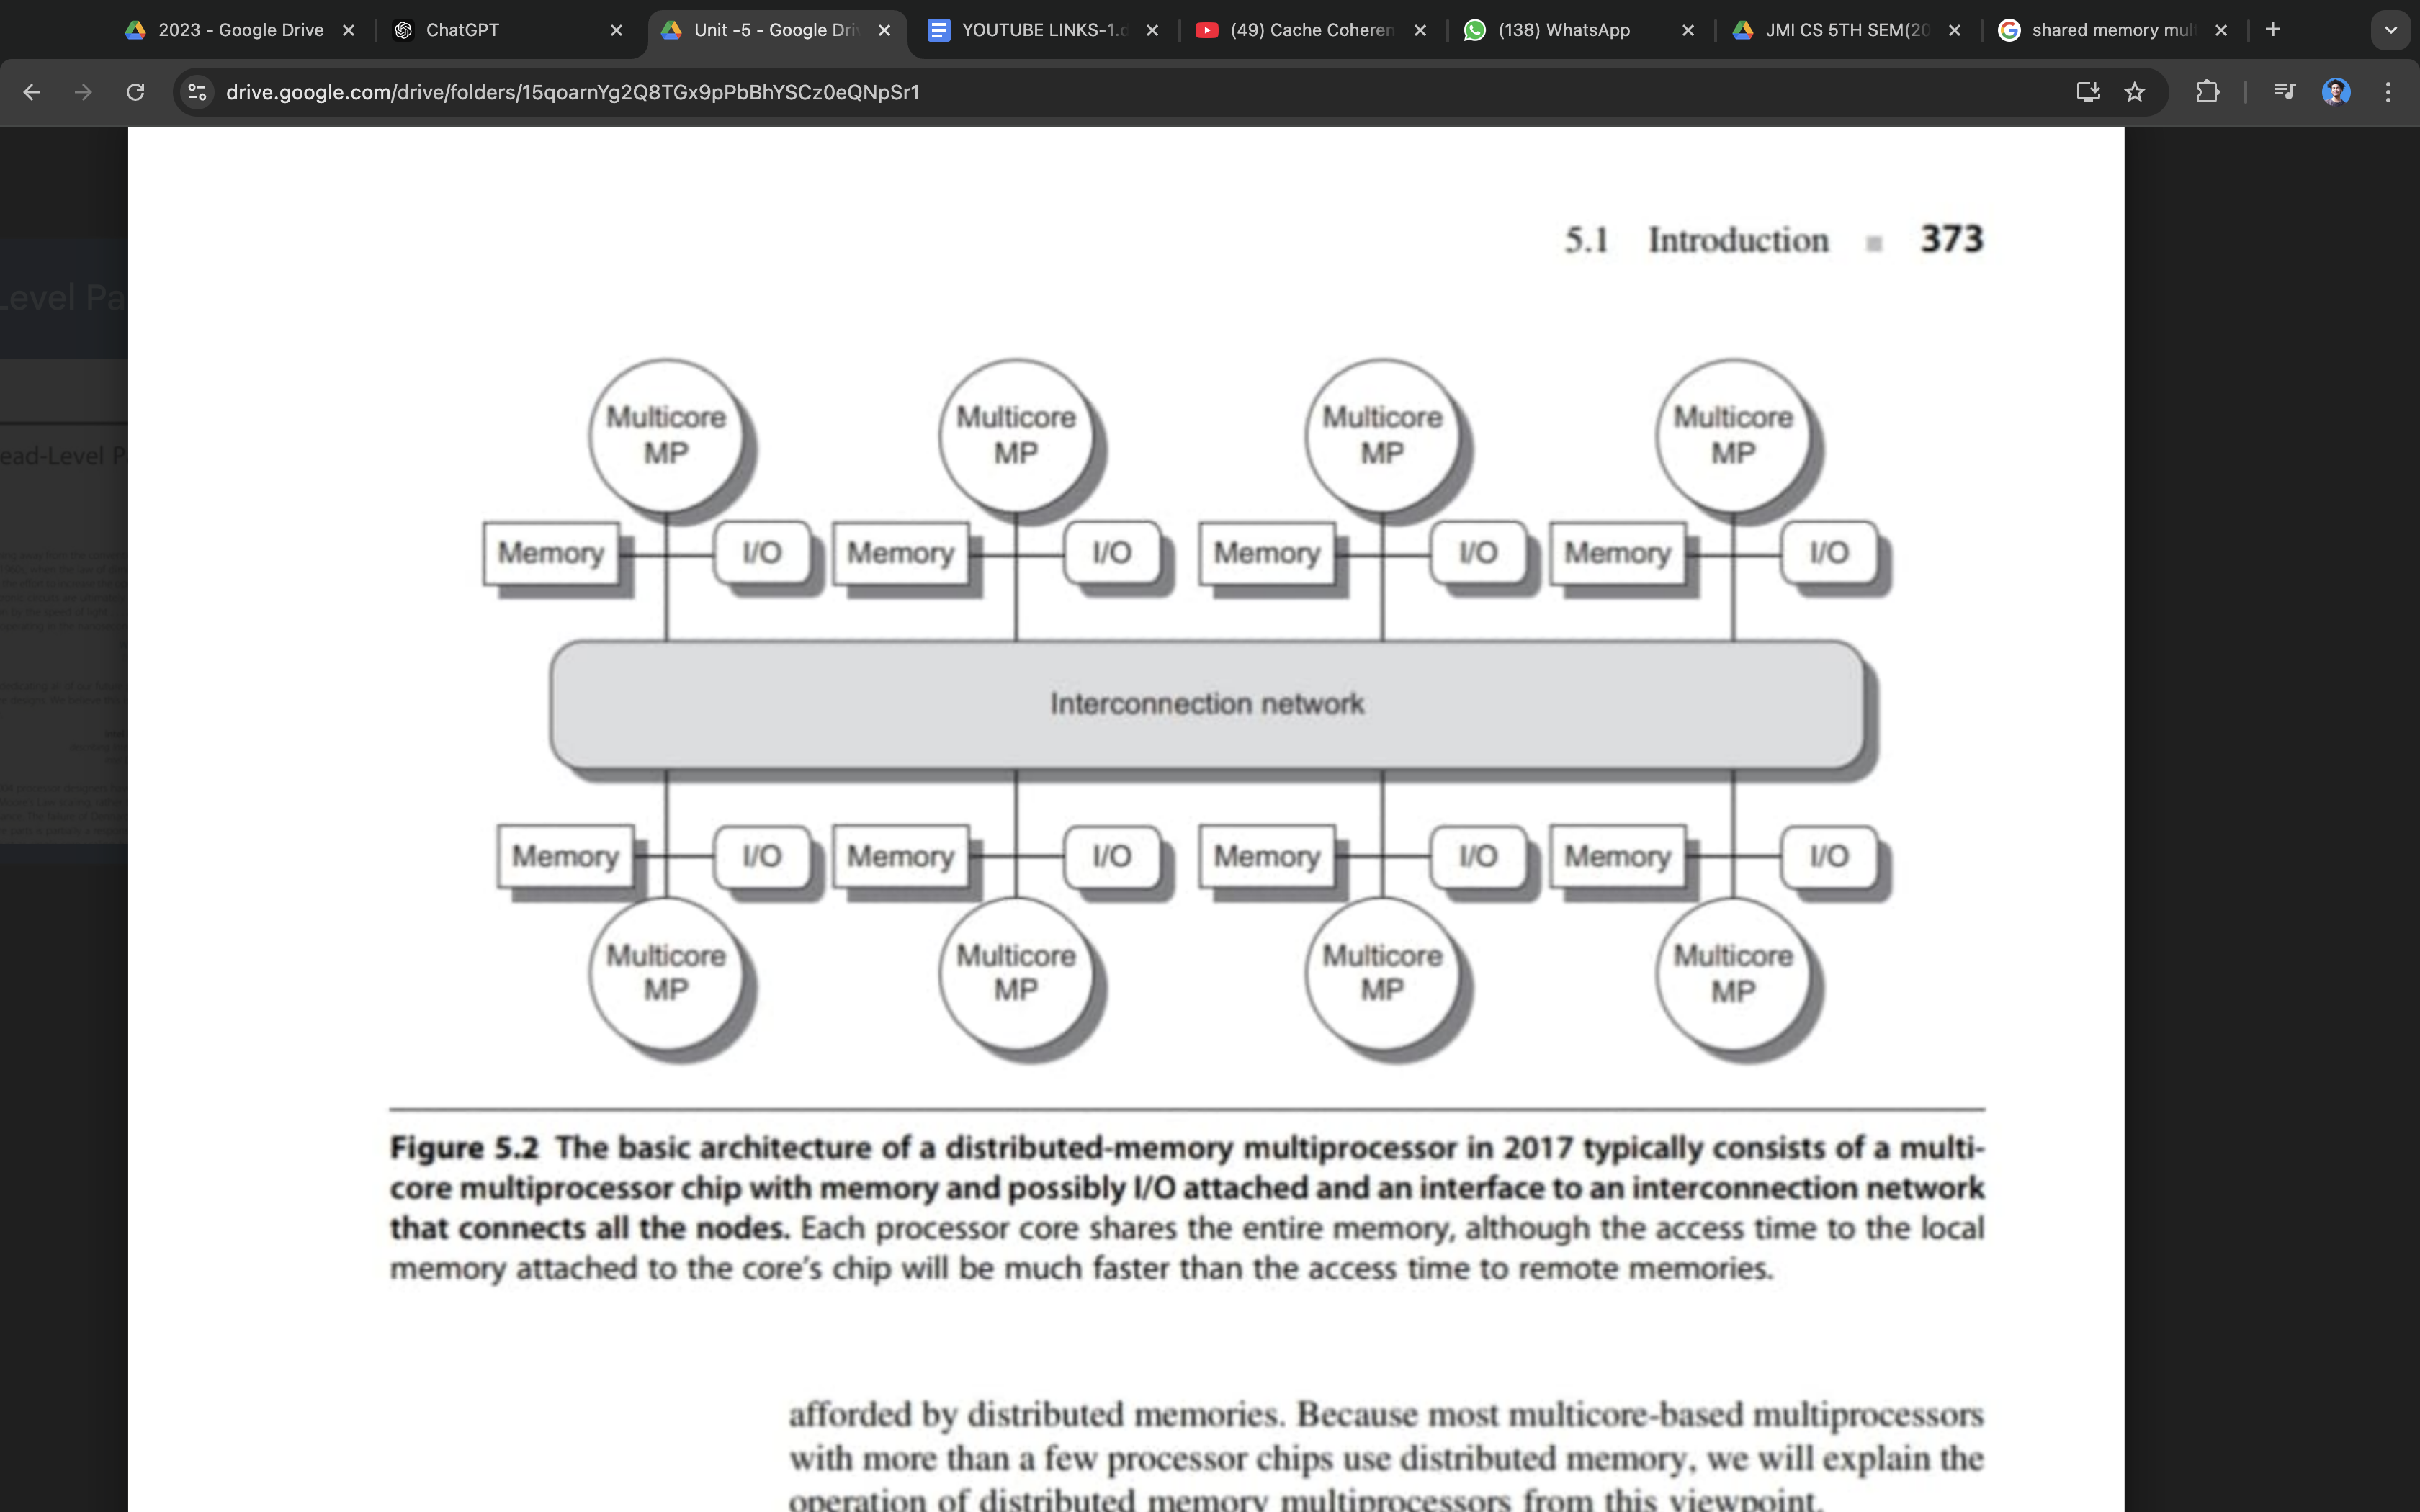 2023 - Google Drive
ChatGPT
Unit -5 - Google Dri
YOUTUBE LINKS-1.
(49) Cache Coheren
(138) WhatsApp
JMI CS 5TH SEM(20
shared memory mul
drive.google.com/drive/folders/15qoarnYg2Q8TGx9pPbBhYSCz0eQNpSr1
Level Pa
ead-Level P
5.1 Introduction 373
Multicore MP Multicore MP Multicore MP Multicore MP
Memory I/O Memory I/O Memory I/O Memory I/O
Interconnection network
Memory I/O Memory I/O Memory I/O Memory I/O
Multicore MP Multicore MP Multicore MP Multicore MP
Figure 5.2 The basic architecture of a distributed-memory multiprocessor in 2017 typically consists of a multi-
core multiprocessor chip with memory and possibly I/O attached and an interface to an interconnection network
that connects all the nodes. Each processor core shares the entire memory, although the access time to the local
memory attached to the core's chip will be much faster than the access time to remote memories.
afforded by distributed memories. Because most multicore-based multiprocessors
with more than a few processor chips use distributed memory, we will explain the
operation of distributed memory multiprocessors from this viewpoint.